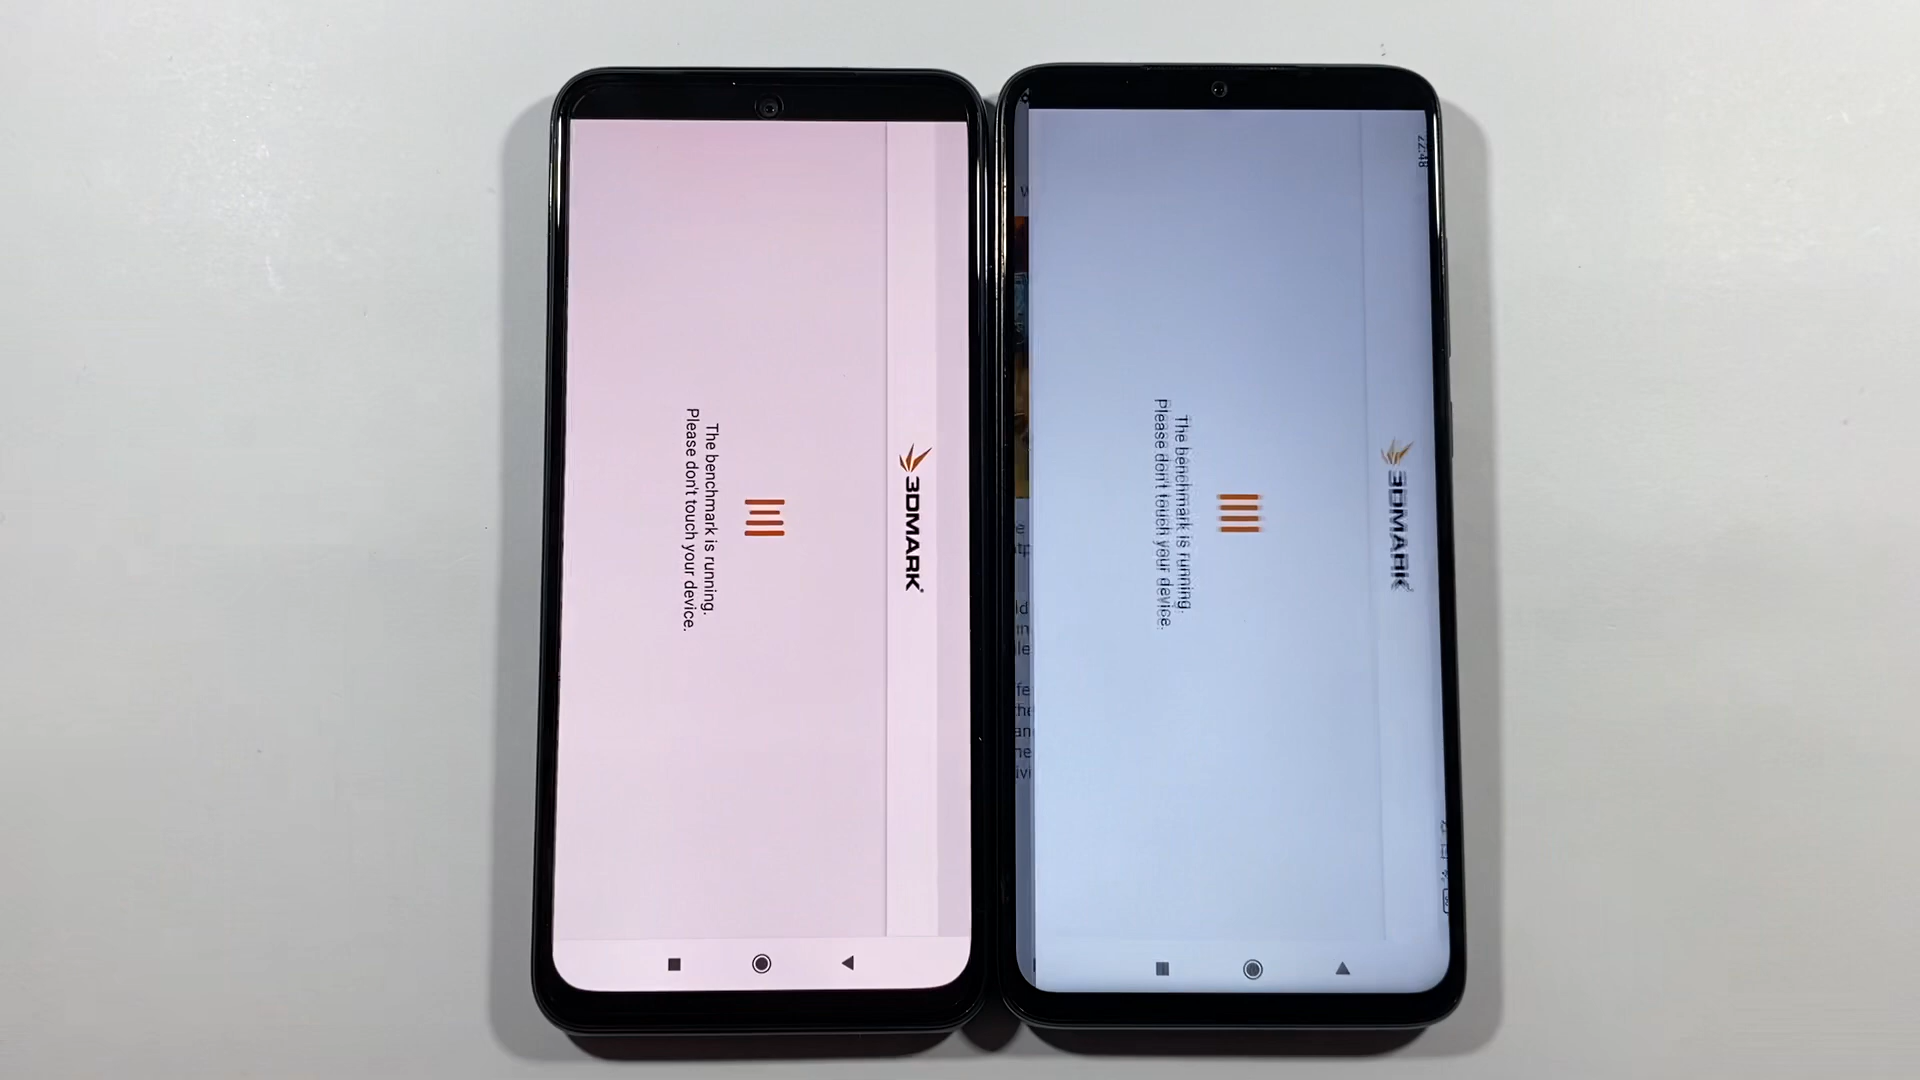 3DMARK
The benchmark is running.
Please don't touch your device.
22:48
3DMARK
The benchmark is running.
Please don't touch your device.